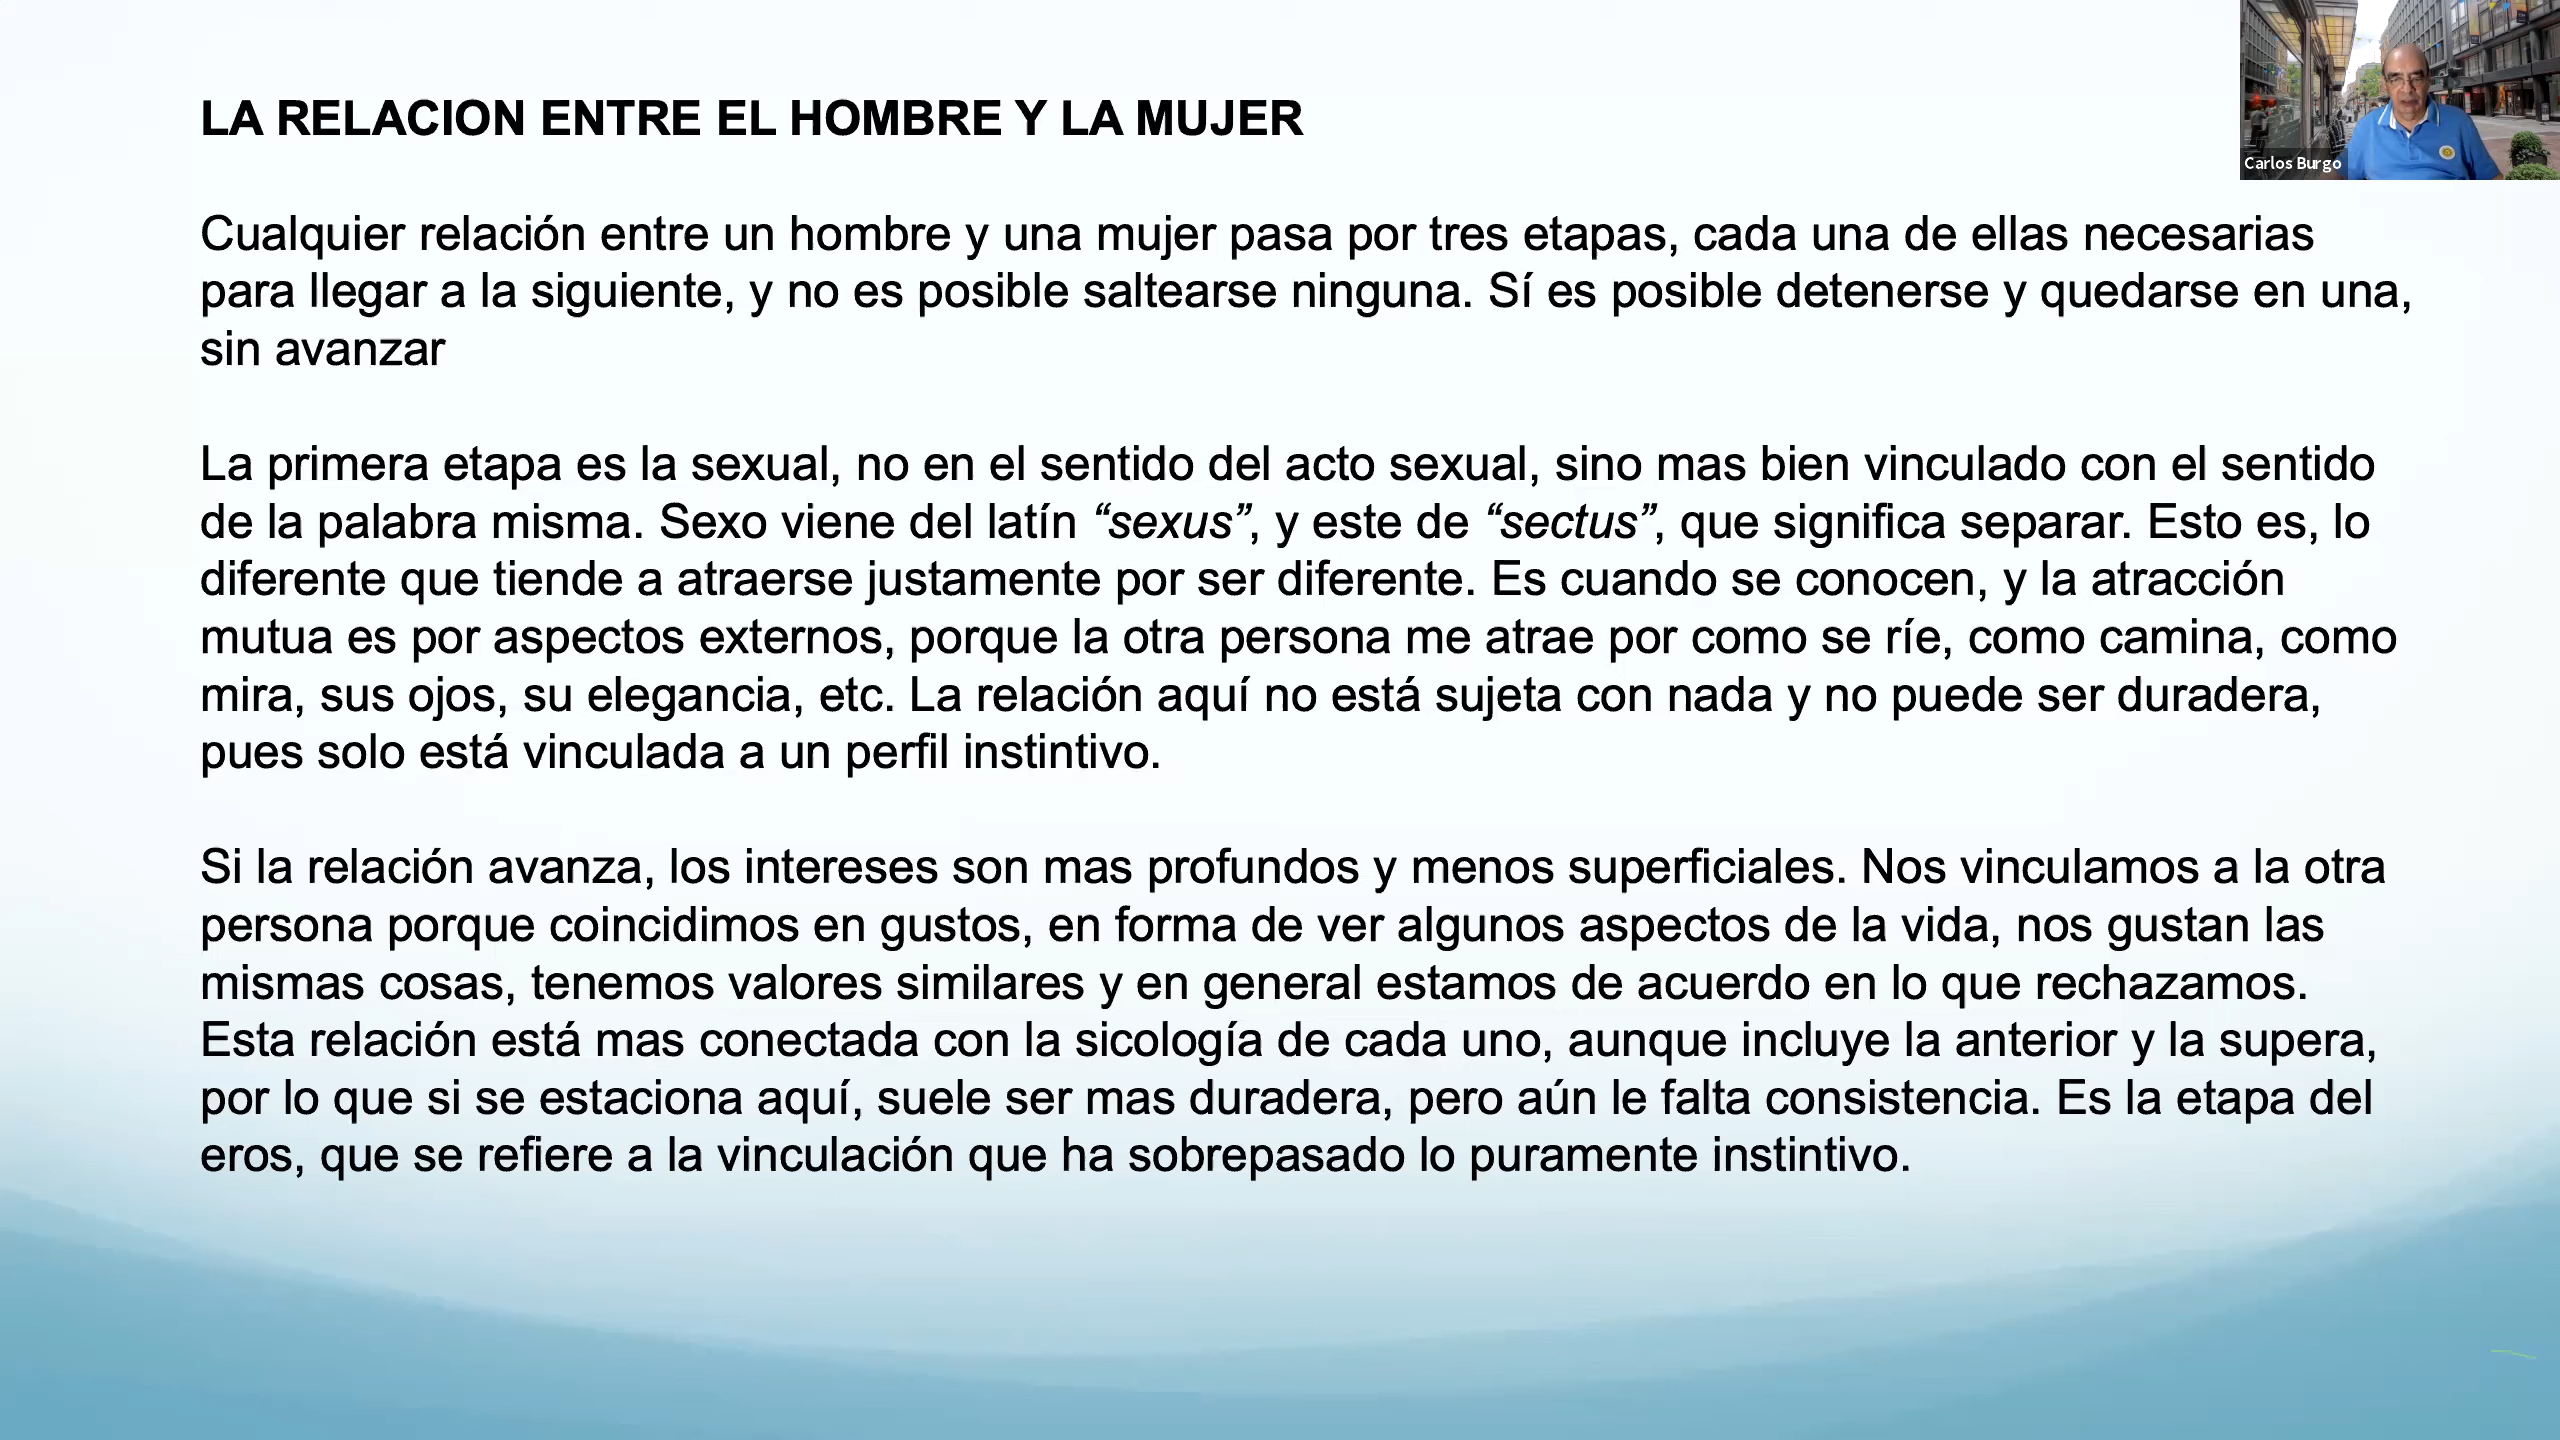 LA RELACION ENTRE EL HOMBRE Y LA MUJER
Cualquier relación entre un hombre y una mujer pasa por tres etapas, cada una de ellas necesarias
para llegar a la siguiente, y no es posible saltearse ninguna. Sí es posible detenerse y quedarse en una,
sin avanzar
La primera etapa es la sexual, no en el sentido del acto sexual, sino mas bien vinculado con el sentido
de la palabra misma. Sexo viene del latín “sexus”, y este de “sectus”, que significa separar. Esto es, lo
diferente que tiende a atraerse justamente por ser diferente. Es cuando se conocen, y la atracción
mutua es por aspectos externos, porque la otra persona me atrae por como se ríe, como camina, como
mira, sus ojos, su elegancia, etc. La relación aquí no está sujeta con nada y no puede ser duradera,
pues solo está vinculada a un perfil instintivo.
Si la relación avanza, los intereses son mas profundos y menos superficiales. Nos vinculamos a la otra
persona porque coincidimos en gustos, en forma de ver algunos aspectos de la vida, nos gustan las
mismas cosas, tenemos valores similares y en general estamos de acuerdo en lo que rechazamos.
Esta relación está mas conectada con la sicología de cada uno, aunque incluye la anterior y la supera,
por lo que si se estaciona aquí, suele ser mas duradera, pero aún le falta consistencia. Es la etapa del
eros, que se refiere a la vinculación que ha sobrepasado lo puramente instintivo.
Carlos Burgo